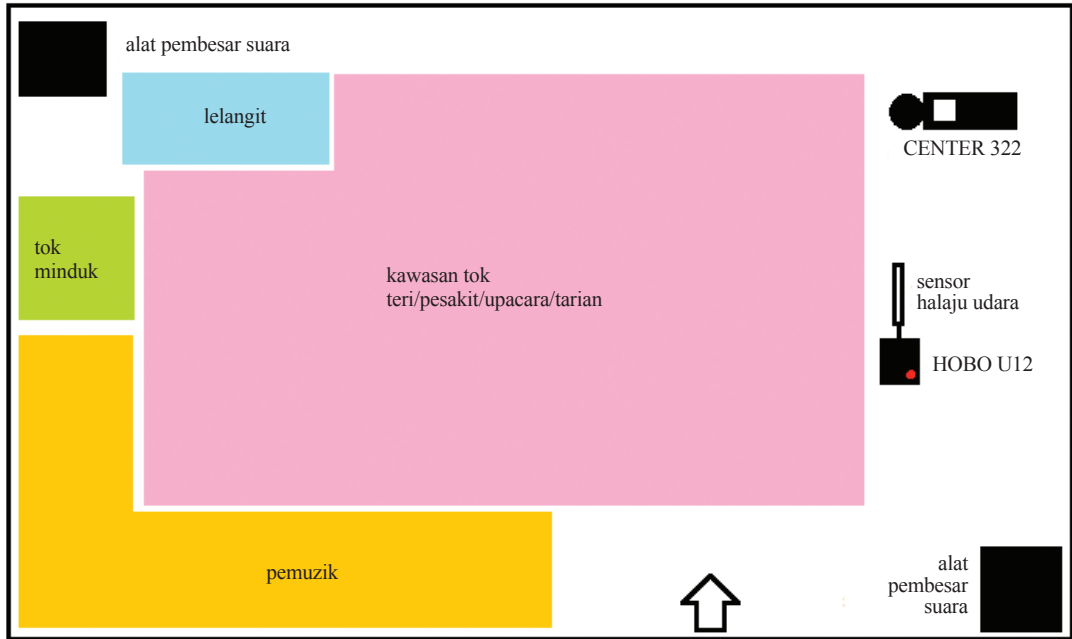 alat pembesar suara
lelangit
CENTER 322
tok
minduk
kawasan tok
teri/pesakit/upacara/tarian
sensor
halaju udara
HOBO U12
pemuzik
alat
pembesar
suara